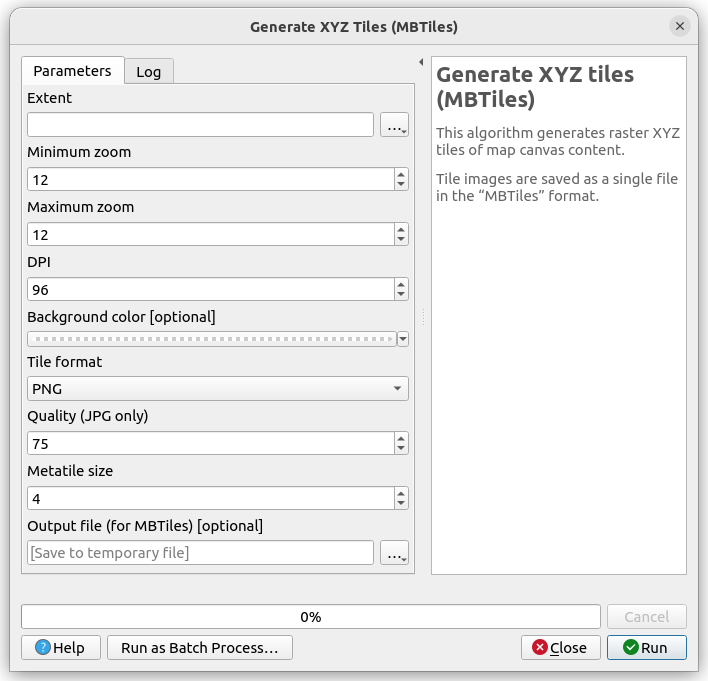 Generate XYZ Tiles (MBTiles)
Parameters
Log
Extent
...
Minimum zoom
12
Maximum zoom
12
DPI
96
Background color [optional]
Tile format
PNG
Quality (JPG only)
75
Metatile size
4
Output file (for MBTiles) [optional]
[Save to temporary file]
...
Generate XYZ tiles
(MBTiles)
This algorithm generates raster XYZ
tiles of map canvas content.
Tile images are saved as a single file
in the “MBTiles” format.
0%
Cancel
Help
Run as Batch Process...
Close
Run